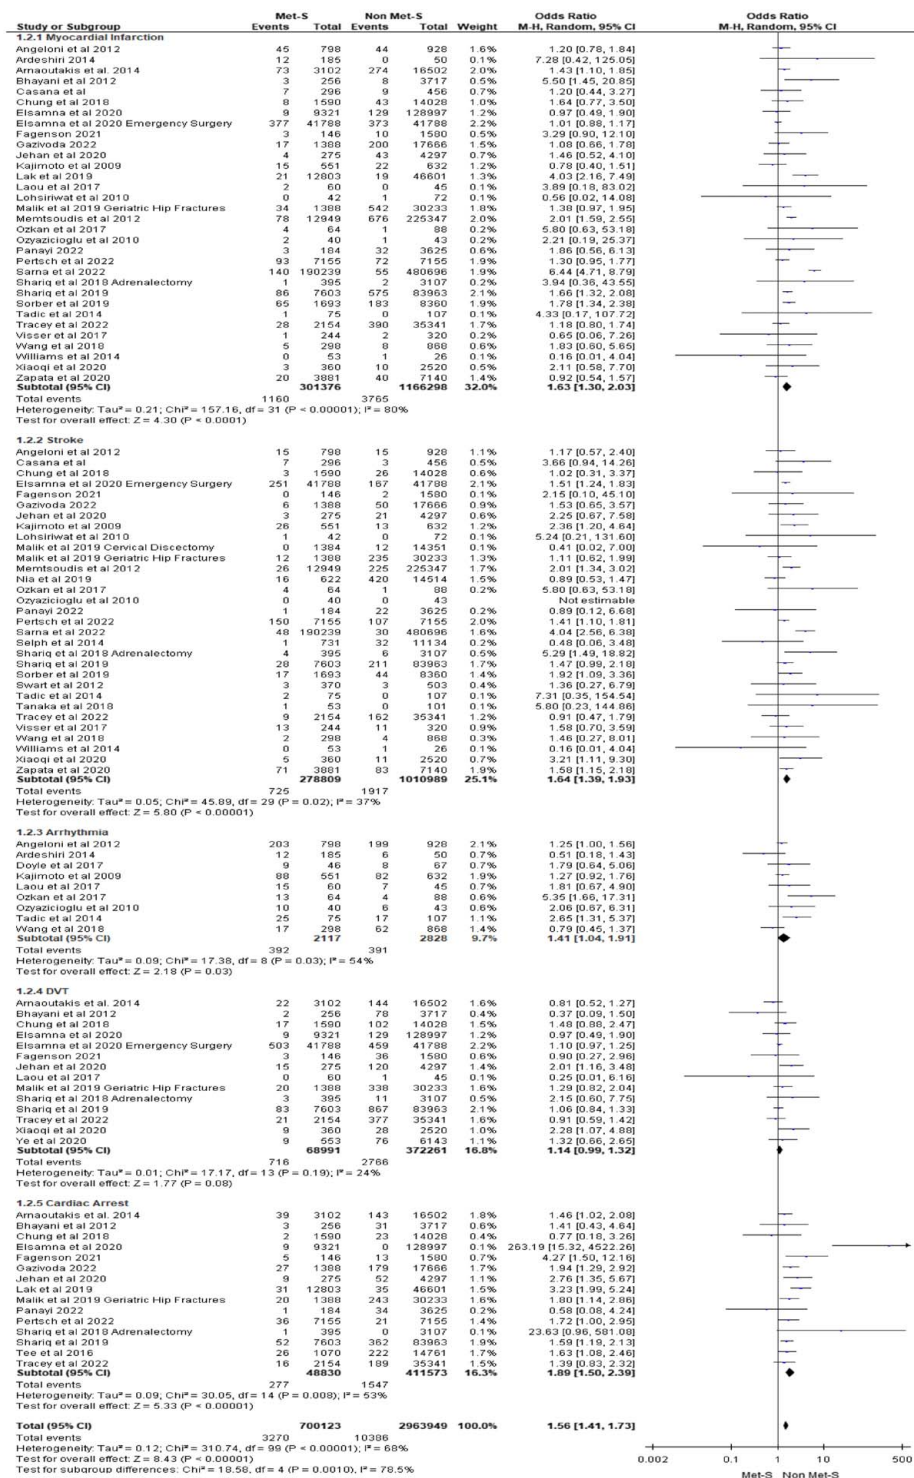 Met-S Non Met-S Odds Ratio Odds Ratio
Study or Subgroup Events Total Events Total Weight M-H, Random, 95% CI M-H, Random, 95% CI
1.2.1 Myocardial Infarction
Angeloni et al 2012 45 798 44 928 1.6% 1.20 [0.78, 1.84]
Ardeshiri 2014 12 185 0 50 0.1% 7.28 [0.42, 125.05]
Arnaoutakis et al. 2014 73 3102 274 16502 2.0% 1.43 [1.10, 1.85]
Bhayani et al 2012 3 256 8 3717 0.4% 5.50 [1.45, 20.85]
Casana et al 7 296 9 456 0.6% 1.20 [0.44, 3.27]
Chung et al 2018 8 1590 43 14028 0.9% 1.64 [0.77, 3.50]
Elsamna et al 2020 9 9321 129 128997 1.1% 0.97 [0.49, 1.90]
Elsamna et al 2020 Emergency Surgery 377 41788 373 41788 2.2% 1.01 [0.88, 1.17]
Fagenson 2021 3 146 10 1580 0.5% 3.29 [0.90, 12.10]
Gazivoda 2022 17 1388 200 17666 1.5% 1.08 [0.66, 1.78]
Jehan et al 2020 4 275 43 4297 0.6% 1.46 [0.52, 4.10]
Kajimoto et al 2009 15 551 22 632 1.1% 0.78 [0.40, 1.51]
Lak et al 2019 21 12803 19 46601 1.2% 4.03 [2.16, 7.49]
Laou et al 2017 2 60 0 45 0.1% 3.89 [0.18, 83.02]
Lohsiriwat et al 2010 0 42 1 72 0.1% 0.56 [0.02, 14.08]
Malik et al 2019 Geriatric Hip Fractures 34 1388 542 30233 1.8% 1.38 [0.97, 1.95]
Memtsoudis et al 2012 78 12949 676 225347 2.0% 2.01 [1.59, 2.55]
Ozkan et al 2017 4 64 1 88 0.2% 5.80 [0.63, 53.18]
Ozyazicioglu et al 2010 2 40 1 43 0.2% 2.21 [0.19, 25.37]
Panayi 2022 3 184 32 3625 0.5% 1.86 [0.56, 6.13]
Pertsch et al 2022 93 7155 72 7155 1.9% 1.30 [0.95, 1.77]
Sarna et al 2022 140 190239 55 480696 1.9% 6.44 [4.71, 8.79]
Shariq et al 2018 Adrenalectomy 1 395 2 3107 0.2% 3.94 [0.36, 43.55]
Shariq et al 2019 86 7603 575 83963 2.0% 1.66 [1.32, 2.08]
Sorber et al 2019 65 1693 183 8360 1.9% 1.78 [1.34, 2.38]
Tadic et al 2014 1 75 0 107 0.1% 4.33 [0.17, 107.72]
Tracey et al 2022 28 2154 390 35341 1.7% 1.18 [0.80, 1.74]
Visser et al 2017 1 244 2 320 0.2% 0.65 [0.06, 7.26]
Wang et al 2018 5 298 8 868 0.6% 1.83 [0.60, 5.65]
Williams et al 2014 0 53 1 26 0.1% 0.16 [0.01, 4.04]
Xiaoqi et al 2020 3 360 10 2520 0.5% 2.11 [0.58, 7.70]
Zapata et al 2020 20 3881 40 7140 1.4% 0.92 [0.54, 1.57]
Subtotal (95% CI) 301376 1166298 32.0% 1.63 [1.30, 2.03]
Total events 1160 3765
Heterogeneity: Tau² = 0.21; Chi² = 157.16, df = 31 (P < 0.00001); I² = 80%
Test for overall effect: Z = 4.30 (P < 0.0001)
1.2.2 Stroke
Angeloni et al 2012 15 798 15 928 1.1% 1.17 [0.57, 2.40]
Casana et al 7 296 3 456 0.5% 3.66 [0.94, 14.26]
Chung et al 2018 3 1590 26 14028 0.5% 1.02 [0.31, 3.37]
Elsamna et al 2020 Emergency Surgery 251 41788 167 41788 2.1% 1.51 [1.24, 1.83]
Fagenson 2021 0 146 2 1580 0.1% 2.15 [0.10, 45.10]
Gazivoda 2022 6 1388 50 17666 0.9% 1.53 [0.65, 3.57]
Jehan et al 2020 3 275 21 4297 0.5% 2.25 [0.67, 7.58]
Kajimoto et al 2009 26 551 13 632 1.1% 2.36 [1.20, 4.64]
Lohsiriwat et al 2010 1 42 0 72 0.1% 5.24 [0.21, 131.60]
Malik et al 2019 Cervical Discectomy 0 1384 12 14351 0.1% 0.41 [0.02, 7.00]
Malik et al 2019 Geriatric Hip Fractures 12 1388 235 30233 1.3% 1.11 [0.62, 1.99]
Memtsoudis et al 2012 26 12949 225 225347 1.7% 2.01 [1.34, 3.02]
Nia et al 2019 16 622 420 14514 1.5% 0.89 [0.53, 1.47]
Ozkan et al 2017 4 64 1 88 0.2% 5.80 [0.63, 53.18]
Ozyazicioglu et al 2010 0 40 0 43 Not estimable
Panayi 2022 1 184 22 3625 0.2% 0.89 [0.12, 6.68]
Pertsch et al 2022 150 7155 107 7155 2.0% 1.41 [1.10, 1.81]
Sarna et al 2022 48 190239 30 480696 1.6% 4.04 [2.56, 6.38]
Selph et al 2014 1 731 32 11134 0.2% 0.48 [0.06, 3.48]
Shariq et al 2018 Adrenalectomy 4 395 6 3107 0.5% 5.29 [1.49, 18.82]
Shariq et al 2019 28 7603 211 83963 1.7% 1.47 [0.99, 2.18]
Sorber et al 2019 17 1693 44 8360 1.3% 1.92 [1.09, 3.36]
Swart et al 2012 3 370 3 503 0.4% 1.36 [0.27, 6.79]
Tadic et al 2014 2 75 0 107 0.1% 7.31 [0.35, 154.54]
Tanaka et al 2018 1 53 0 101 0.1% 5.80 [0.23, 144.86]
Tracey et al 2022 9 2154 162 35341 1.1% 0.91 [0.47, 1.79]
Visser et al 2017 13 244 11 320 0.9% 1.58 [0.70, 3.59]
Wang et al 2018 2 298 4 868 0.4% 1.46 [0.27, 8.01]
Williams et al 2014 0 53 1 26 0.1% 0.16 [0.01, 4.04]
Xiaoqi et al 2020 5 360 11 2520 0.7% 3.21 [1.11, 9.30]
Zapata et al 2020 71 3881 83 7140 1.9% 1.58 [1.15, 2.18]
Subtotal (95% CI) 278809 1010989 25.1% 1.64 [1.39, 1.93]
Total events 725 1917
Heterogeneity: Tau² = 0.05; Chi² = 45.89, df = 29 (P = 0.02); I² = 37%
Test for overall effect: Z = 5.80 (P < 0.00001)
1.2.3 Arrhythmia
Angeloni et al 2012 203 798 199 928 2.1% 1.25 [1.00, 1.56]
Ardeshiri 2014 12 185 6 50 0.7% 0.51 [0.18, 1.43]
Doyle et al 2017 9 46 8 67 0.7% 1.79 [0.64, 5.06]
Kajimoto et al 2009 88 551 82 632 1.9% 1.27 [0.92, 1.76]
Laou et al 2017 15 60 7 45 0.7% 1.81 [0.67, 4.90]
Ozkan et al 2017 13 64 4 88 0.6% 5.35 [1.66, 17.31]
Ozyazicioglu et al 2010 10 40 6 43 0.6% 2.06 [0.67, 6.31]
Tadic et al 2014 25 75 17 107 1.1% 2.65 [1.31, 5.37]
Wang et al 2018 17 298 62 868 1.4% 0.79 [0.45, 1.37]
Subtotal (95% CI) 2117 2828 9.7% 1.41 [1.04, 1.91]
Total events 392 391
Heterogeneity: Tau² = 0.09; Chi² = 17.38, df = 8 (P = 0.03); I² = 54%
Test for overall effect: Z = 2.18 (P = 0.03)
1.2.4 DVT
Arnaoutakis et al. 2014 22 3102 144 16502 1.6% 0.81 [0.52, 1.27]
Bhayani et al 2012 2 256 78 3717 0.4% 0.37 [0.09, 1.50]
Chung et al 2018 17 1590 102 14028 1.4% 1.48 [0.88, 2.47]
Elsamna et al 2020 9 9321 129 128997 1.1% 0.97 [0.49, 1.90]
Elsamna et al 2020 Emergency Surgery 503 41788 459 41788 2.2% 1.10 [0.97, 1.25]
Fagenson 2021 3 146 36 1580 0.5% 0.90 [0.27, 2.96]
Jehan et al 2020 15 275 120 4297 1.3% 2.01 [1.16, 3.48]
Laou et al 2017 0 60 1 45 0.1% 0.25 [0.01, 6.16]
Malik et al 2019 Geriatric Hip Fractures 20 1388 338 30233 1.6% 1.29 [0.82, 2.04]
Shariq et al 2018 Adrenalectomy 3 395 11 3107 0.5% 2.15 [0.60, 7.75]
Shariq et al 2019 83 7603 867 83963 2.1% 1.06 [0.84, 1.33]
Tracey et al 2022 21 2154 377 35341 1.6% 0.91 [0.59, 1.42]
Xiaoqi et al 2020 9 360 28 2520 1.0% 2.28 [1.07, 4.88]
Ye et al 2020 9 553 76 6143 1.1% 1.32 [0.66, 2.65]
Subtotal (95% CI) 68991 372261 16.8% 1.14 [0.99, 1.32]
Total events 716 2766
Heterogeneity: Tau² = 0.01; Chi² = 17.17, df = 13 (P = 0.19); I² = 24%
Test for overall effect: Z = 1.77 (P = 0.08)
1.2.5 Cardiac Arrest
Arnaoutakis et al. 2014 39 3102 143 16502 1.8% 1.46 [1.02, 2.08]
Bhayani et al 2012 3 256 31 3717 0.5% 1.41 [0.43, 4.64]
Chung et al 2018 2 1590 23 14028 0.4% 0.77 [0.18, 3.26]
Elsamna et al 2020 9 9321 0 128997 0.1% 263.19 [15.32, 4522.26]
Fagenson 2021 5 146 13 1580 0.7% 4.27 [1.50, 12.16]
Gazivoda 2022 27 1388 179 17666 1.7% 1.94 [1.29, 2.92]
Jehan et al 2020 9 275 52 4297 1.1% 2.76 [1.35, 5.67]
Lak et al 2019 31 12803 35 46601 1.5% 3.23 [1.99, 5.24]
Malik et al 2019 Geriatric Hip Fractures 20 1388 243 30233 1.6% 1.80 [1.14, 2.86]
Panayi 2022 1 184 34 3625 0.2% 0.58 [0.08, 4.24]
Pertsch et al 2022 36 7155 21 7155 1.4% 1.72 [1.00, 2.95]
Shariq et al 2018 Adrenalectomy 1 395 0 3107 0.1% 23.63 [0.96, 581.08]
Shariq et al 2019 52 7603 362 83963 1.9% 1.59 [1.19, 2.13]
Tee et al 2016 26 1070 222 14761 1.7% 1.63 [1.08, 2.46]
Tracey et al 2022 16 2154 189 35341 1.4% 1.39 [0.83, 2.32]
Subtotal (95% CI) 48830 411573 16.3% 1.89 [1.50, 2.39]
Total events 277 1547
Heterogeneity: Tau² = 0.09; Chi² = 30.05, df = 14 (P = 0.008); I² = 53%
Test for overall effect: Z = 5.33 (P < 0.00001)
Total (95% CI) 700123 2963949 100.0% 1.56 [1.41, 1.73]
Total events 3270 10386
Heterogeneity: Tau² = 0.12; Chi² = 310.74, df = 99 (P < 0.00001); I² = 68%
Test for overall effect: Z = 8.43 (P < 0.00001)
Test for subgroup differences: Chi² = 18.58, df = 4 (P = 0.0010), I² = 78.5%
0.002 0.1 1 10 500
Met-S Non Met-S